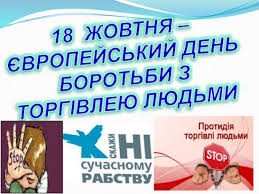 18 ЖОВТНЯ –
ЄВРОПЕЙСЬКИЙ ДЕНЬ
БОРОТЬБИ З
ТОРГІВЛЕЮ ЛЮДЬМИ
STOP
СКАЖИ
НІ
СУЧАСНОМУ
РАБСТВУ
Протидія
торгівлі людьми
STOP